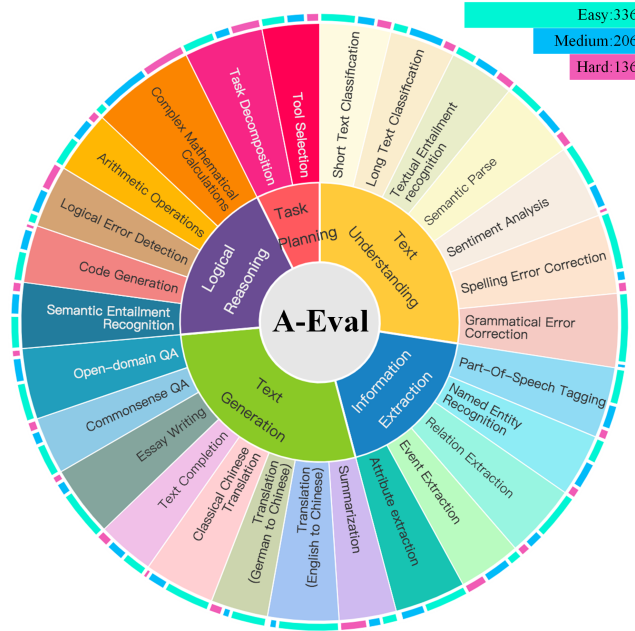 Easy:336
Medium:206
Hard:136
A-Eval
Text
Understanding
Short Text Classification
Long Text Classification
Textual Entailment
recognition
Semantic Parse
Sentiment Analysis
Spelling Error Correction
Grammatical Error
Correction
Information
Extraction
Part-Of-Speech Tagging
Named Entity
Recognition
Relation Extraction
Event Extraction
Attribute extraction
Text
Generation
Summarization
Translation
(English to Chinese)
Translation
(German to Chinese)
Classical Chinese
Translation
Text Completion
Essay Writing
Commonsense QA
Open-domain QA
Logical
Reasoning
Semantic Entailment
Recognition
Code Generation
Logical Error Detection
Arithmetic Operations
Complex Mathematical
Calculations
Task
Planning
Task Decomposition
Tool Selection